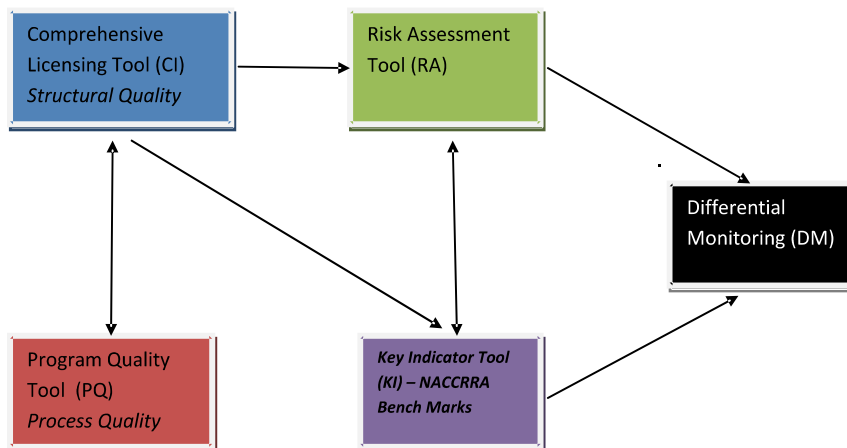 Comprehensive
Licensing Tool (CI)
Structural Quality
Risk Assessment
Tool (RA)
Differential
Monitoring (DM)
Program Quality
Tool  (PQ)
Process Quality
Key Indicator Tool
(KI) – NACCRRA
Bench Marks